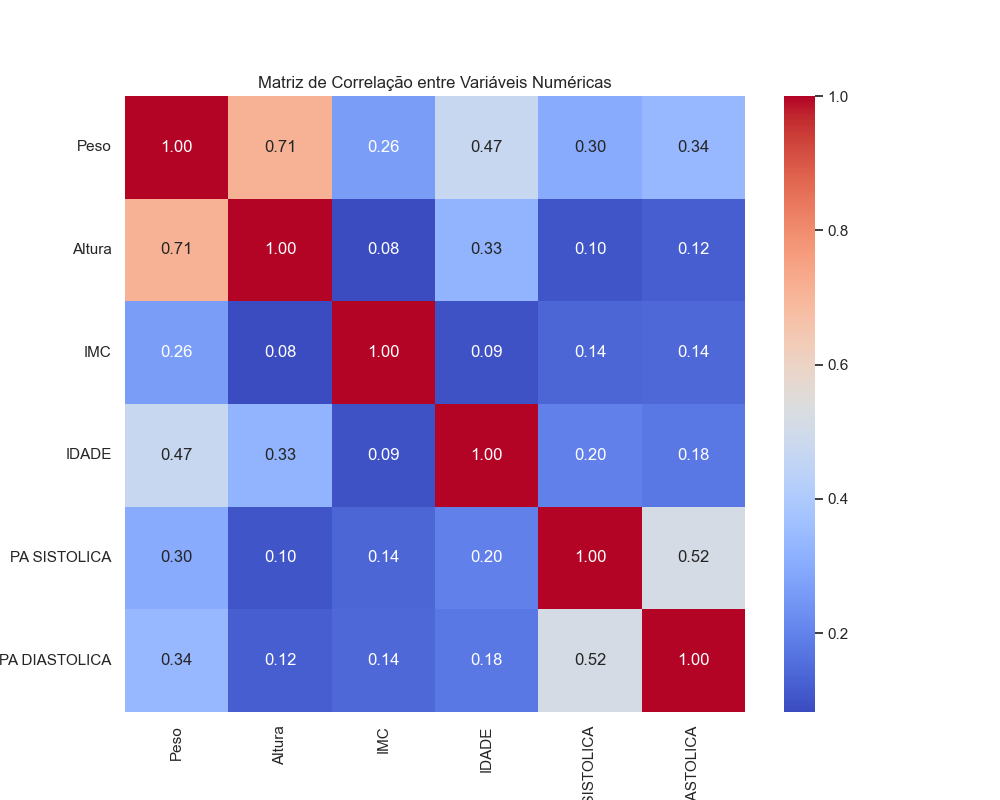 Matriz de Correlação entre Variáveis Numéricas
Peso 1.00 0.71 0.26 0.47 0.30 0.34
Altura 0.71 1.00 0.08 0.33 0.10 0.12
IMC 0.26 0.08 1.00 0.09 0.14 0.14
IDADE 0.47 0.33 0.09 1.00 0.20 0.18
PA SISTOLICA 0.30 0.10 0.14 0.20 1.00 0.52
PA DIASTOLICA 0.34 0.12 0.14 0.18 0.52 1.00
Peso
Altura
IMC
IDADE
SISTOLICA
ASTOLICA
1.0
0.8
0.6
0.4
0.2